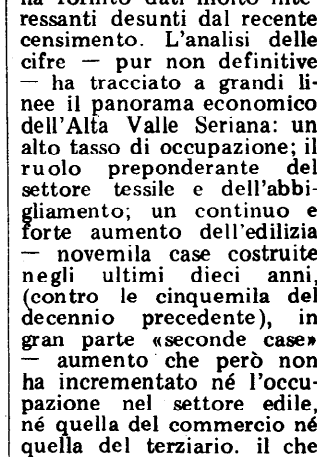 ha fornito dati molto inte-
ressanti desunti dal recente
censimento. L'analisi delle
cifre — pur non definitive
— ha tracciato a grandi li-
nee il panorama economico
dell'Alta Valle Seriana: un
alto tasso di occupazione; il
ruolo preponderante del
settore tessile e dell'abbi-
gliamento; un continuo e
forte aumento dell'edilizia
— novemila case costruite
negli ultimi dieci anni,
(contro le cinquemila del
decennio precedente), in
gran parte «seconde case»
— aumento che però non
ha incrementato né l'occu-
pazione nel settore edile,
né quella del commercio né
quella del terziario. il che